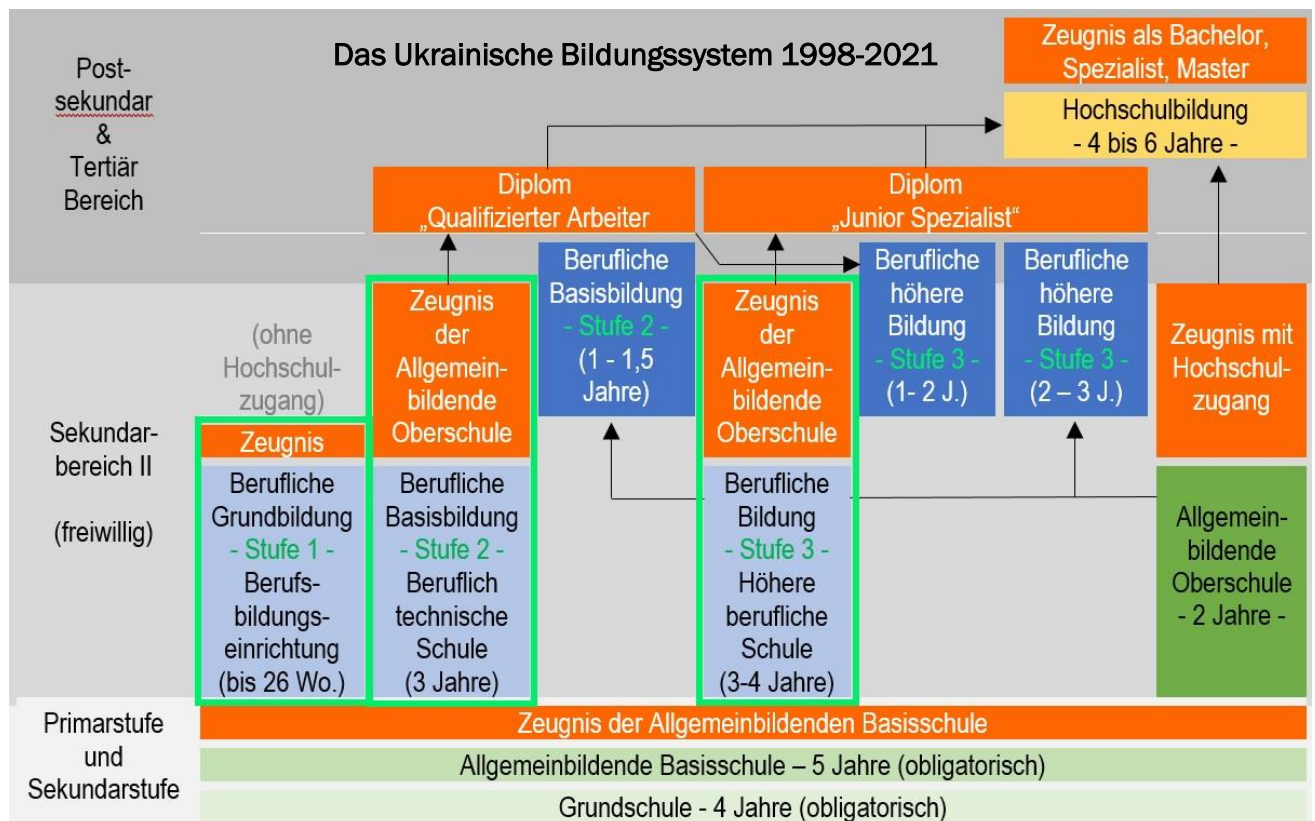 Das Ukrainische Bildungssystem 1998-2021
Post-
sekundar
&
Tertiär
Bereich
Zeugnis als Bachelor,
Spezialist, Master
Hochschulbildung
- 4 bis 6 Jahre -
Diplom
„Qualifizierter Arbeiter
Diplom
„Junior Spezialist“
Sekundar-
bereich II
(freiwillig)
(ohne
Hochschul-
zugang)
Zeugnis
Berufliche
Grundbildung
- Stufe 1 -
Berufs-
bildungs-
einrichtung
(bis 26 Wo.)
Zeugnis
der
Allgemein-
bildende
Oberschule
Berufliche
Basisbildung
- Stufe 2 -
Beruflich
technische
Schule
(3 Jahre)
Berufliche
Basisbildung
- Stufe 2 -
(1 - 1,5
Jahre)
Zeugnis
der
Allgemein-
bildende
Oberschule
Berufliche
Bildung
- Stufe 3 -
Höhere
berufliche
Schule
(3-4 Jahre)
Berufliche
höhere
Bildung
- Stufe 3 -
(1- 2 J.)
Berufliche
höhere
Bildung
- Stufe 3 -
(2 – 3 J.)
Zeugnis mit
Hochschul-
zugang
Allgemein-
bildende
Oberschule
- 2 Jahre -
Primarstufe
und
Sekundarstufe
Zeugnis der Allgemeinbildenden Basisschule
Allgemeinbildende Basisschule – 5 Jahre (obligatorisch)
Grundschule - 4 Jahre (obligatorisch)